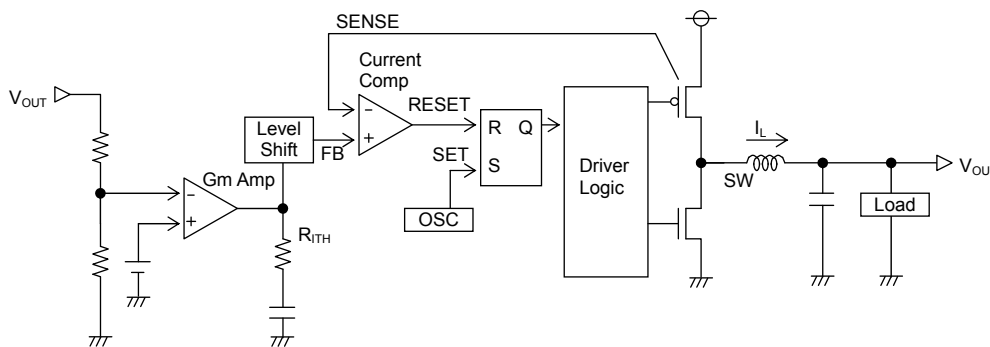 SENSE
Current
Comp
VOUT
RESET
Level
Shift
FB
R Q
SET
S
Gm Amp
OSC
RITH
Driver
Logic
IL
SW
VOU
Load
- + - +